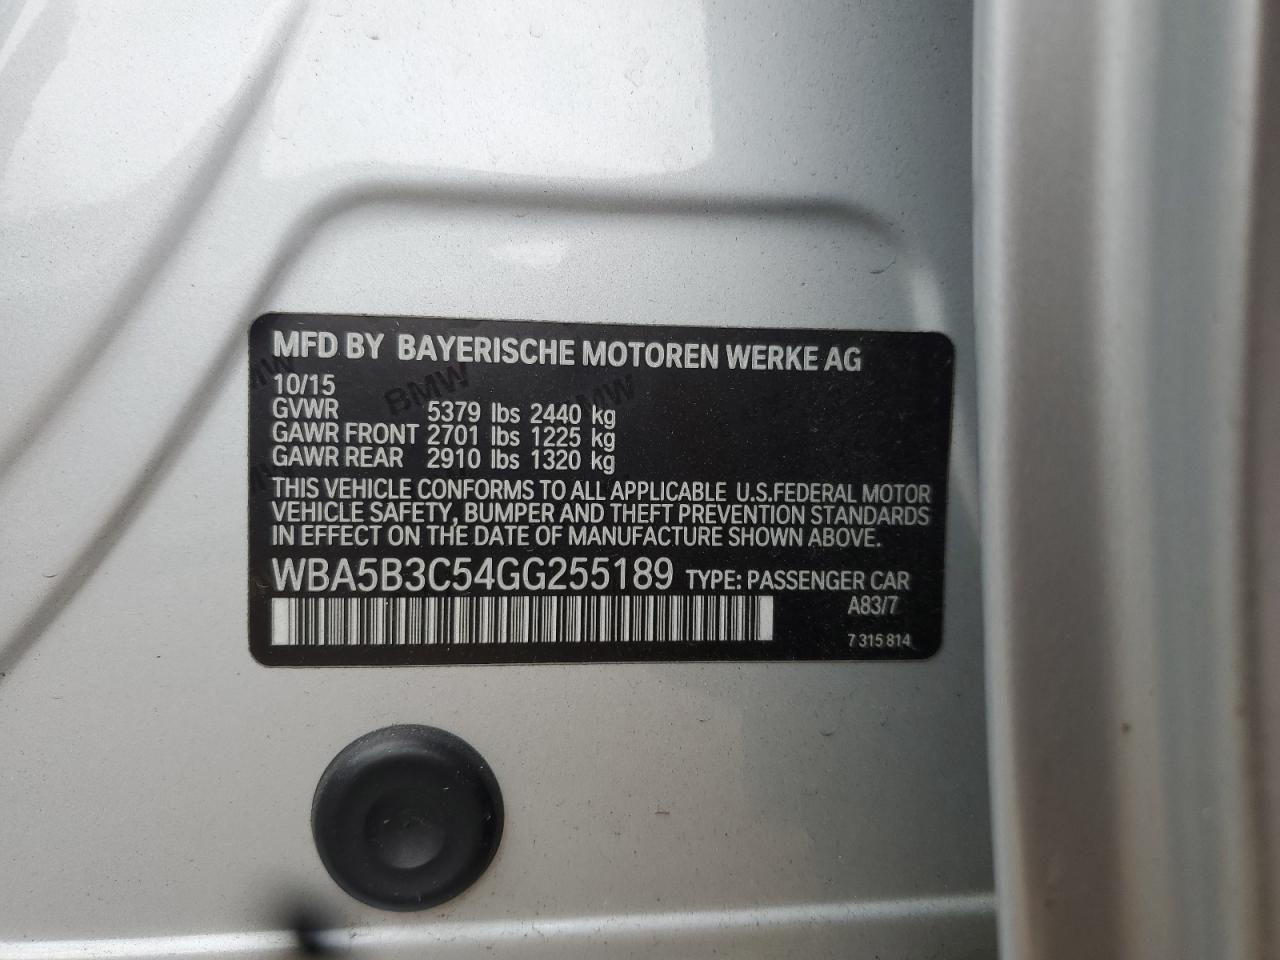 MFD BY BAYERISCHE MOTOREN WERKE AG
10/15
GVWR 5379 lbs 2440 kg
GAWR FRONT 2701 lbs 1225 kg
GAWR REAR 2910 lbs 1320 kg
THIS VEHICLE CONFORMS TO ALL APPLICABLE U.S.FEDERAL MOTOR
VEHICLE SAFETY, BUMPER AND THEFT PREVENTION STANDARDS
IN EFFECT ON THE DATE OF MANUFACTURE SHOWN ABOVE.
WBA5B3C54GG255189 TYPE: PASSENGER CAR
A83/7
7 315 814
BMW
BMW
BMW